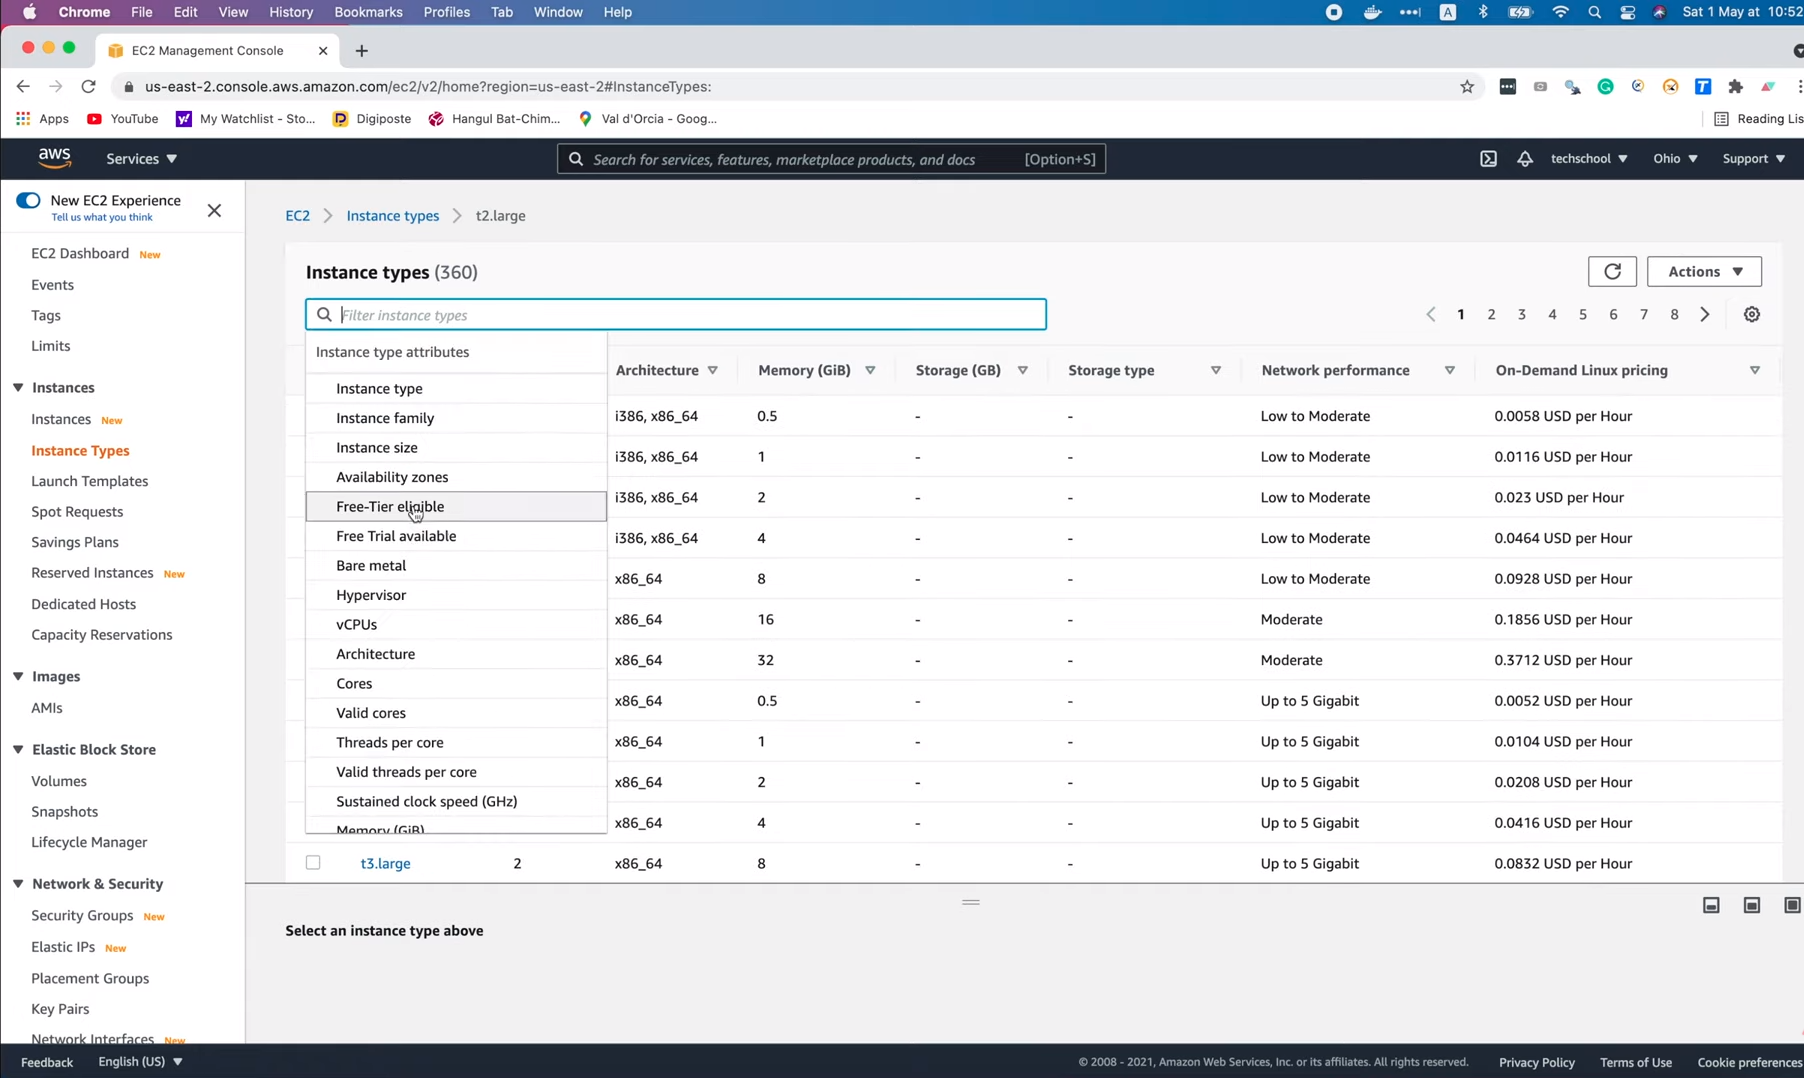 Chrome File Edit View History Bookmarks Profiles Tab Window Help A Sat 1 May at 10:52
EC2 Management Console
us-east-2.console.aws.amazon.com/ec2/v2/home?region=us-east-2#InstanceTypes:
Apps YouTube My Watchlist - Sto... Digiposte Hangul Bat-Chim... Val d'Orcia - Goog... Reading Lis
aws Services Search for services, features, marketplace products, and docs [Option+S] techschool Ohio Support
New EC2 Experience
Tell us what you think
EC2 Dashboard New
Events
Tags
Limits
Instances
Instances New
Instance Types
Launch Templates
Spot Requests
Savings Plans
Reserved Instances New
Dedicated Hosts
Capacity Reservations
Images
AMIs
Elastic Block Store
Volumes
Snapshots
Lifecycle Manager
Network & Security
Security Groups New
Elastic IPs New
Placement Groups
Key Pairs
Network Interfaces New
EC2 > Instance types > t2.large
Instance types (360)
Actions
Filter instance types
1 2 3 4 5 6 7 8
Instance type attributes
Instance type
Instance family
Instance size
Availability zones
Free-Tier eligible
Free Trial available
Bare metal
Hypervisor
vCPUs
Architecture
Cores
Valid cores
Threads per core
Valid threads per core
Sustained clock speed (GHz)
Memory (GiB)
Architecture Memory (GiB) Storage (GB) Storage type Network performance On-Demand Linux pricing
i386, x86_64 0.5 - - Low to Moderate 0.0058 USD per Hour
i386, x86_64 1 - - Low to Moderate 0.0116 USD per Hour
i386, x86_64 2 - - Low to Moderate 0.023 USD per Hour
i386, x86_64 4 - - Low to Moderate 0.0464 USD per Hour
x86_64 8 - - Low to Moderate 0.0928 USD per Hour
x86_64 16 - - Moderate 0.1856 USD per Hour
x86_64 32 - - Moderate 0.3712 USD per Hour
x86_64 0.5 - - Up to 5 Gigabit 0.0052 USD per Hour
x86_64 1 - - Up to 5 Gigabit 0.0104 USD per Hour
x86_64 2 - - Up to 5 Gigabit 0.0208 USD per Hour
x86_64 4 - - Up to 5 Gigabit 0.0416 USD per Hour
t3.large 2 x86_64 8 - - Up to 5 Gigabit 0.0832 USD per Hour
Select an instance type above
Feedback English (US) © 2008 - 2021, Amazon Web Services, Inc. or its affiliates. All rights reserved. Privacy Policy Terms of Use Cookie preferences